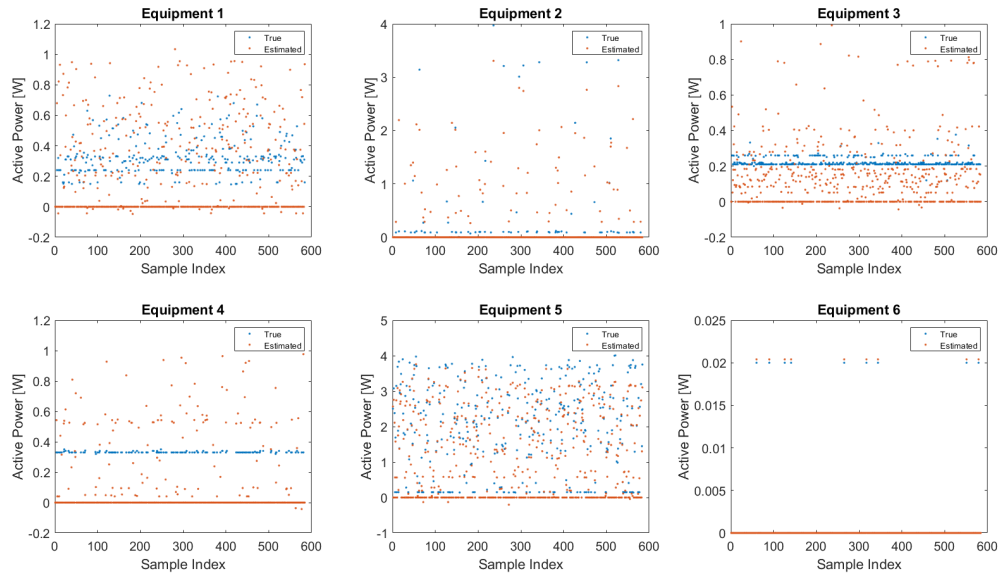 Equipment 1
Active Power [W]
1.2
1
0.8
0.6
0.4
0.2
0
-0.2
True
Estimated
0 100 200 300 400 500 600
Sample Index
Equipment 2
Active Power [W]
4
3
2
1
0
True
Estimated
0 100 200 300 400 500 600
Sample Index
Equipment 3
Active Power [W]
1
0.8
0.6
0.4
0.2
0
-0.2
True
Estimated
0 100 200 300 400 500 600
Sample Index
Equipment 4
Active Power [W]
1.2
1
0.8
0.6
0.4
0.2
0
-0.2
True
Estimated
0 100 200 300 400 500 600
Sample Index
Equipment 5
Active Power [W]
5
4
3
2
1
0
-1
True
Estimated
0 100 200 300 400 500 600
Sample Index
Equipment 6
Active Power [W]
0.025
0.02
0.015
0.01
0.005
0
True
Estimated
0 100 200 300 400 500 600
Sample Index